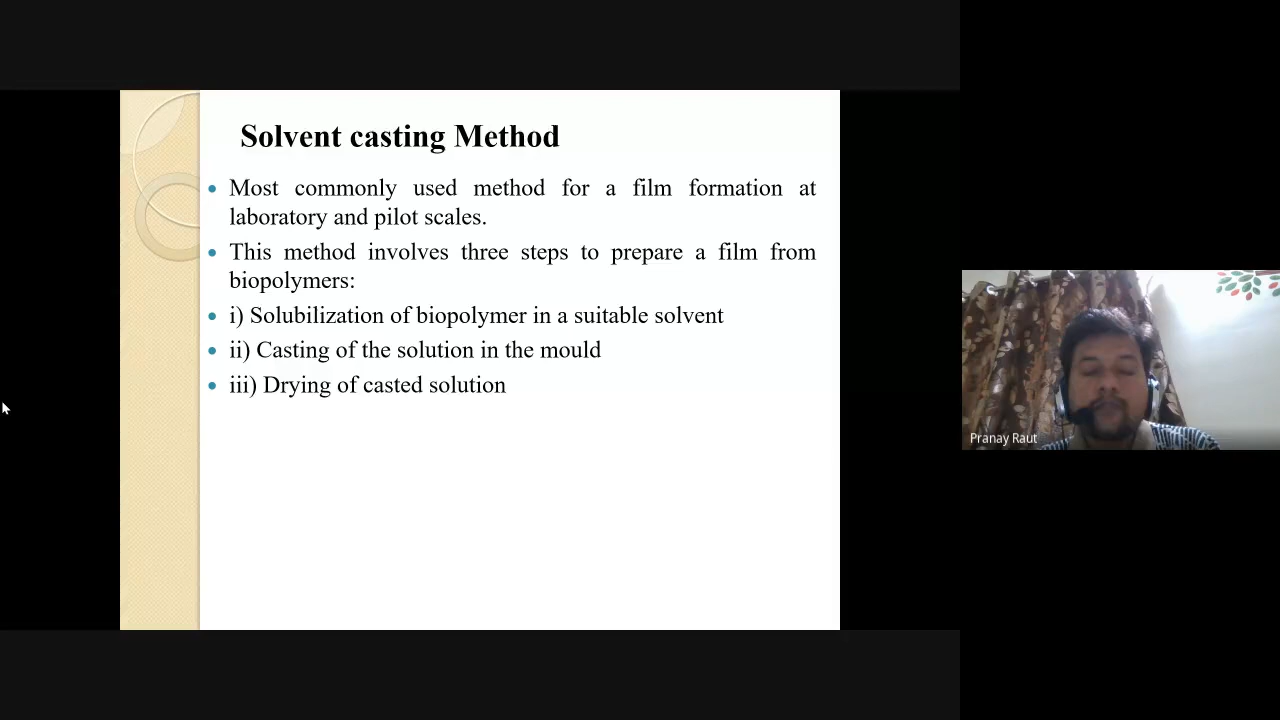 Solvent casting Method
• Most commonly used method for a film formation at
laboratory and pilot scales.
• This method involves three steps to prepare a film from
biopolymers:
• i) Solubilization of biopolymer in a suitable solvent
• ii) Casting of the solution in the mould
• iii) Drying of casted solution
Pranay Raut